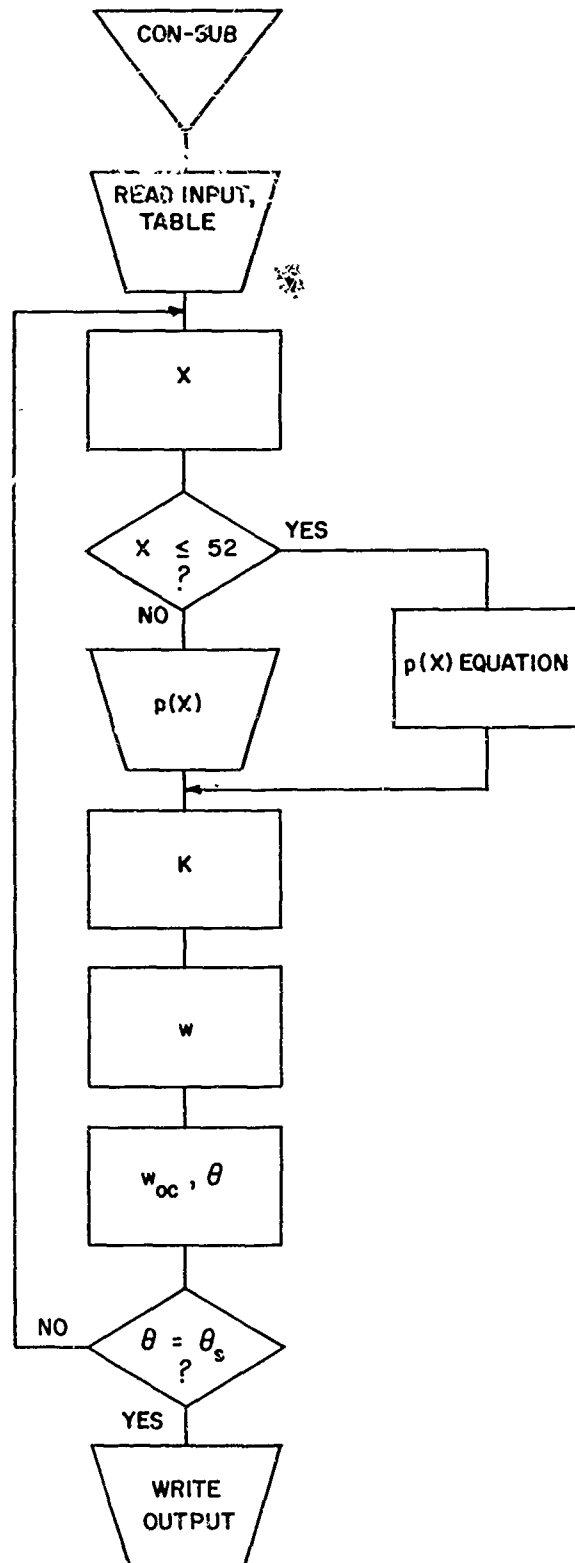 CON-SUB
READ INPUT,
TABLE
X
X ≤ 52
?
YES
NO
p(X)
p(X) EQUATION
K
w
w_oc , θ
NO
θ = θ_s
?
YES
WRITE
OUTPUT